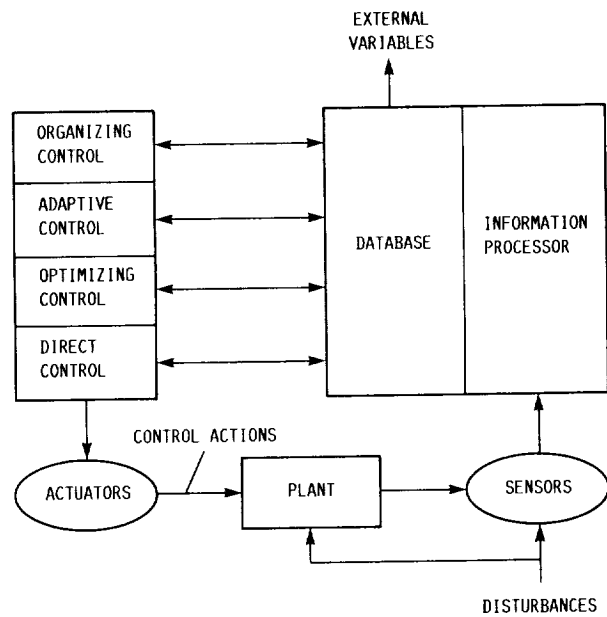 EXTERNAL
VARIABLES
ORGANIZING
CONTROL
ADAPTIVE
CONTROL
OPTIMIZING
CONTROL
DIRECT
CONTROL
DATABASE
INFORMATION
PROCESSOR
CONTROL ACTIONS
ACTUATORS
PLANT
SENSORS
DISTURBANCES